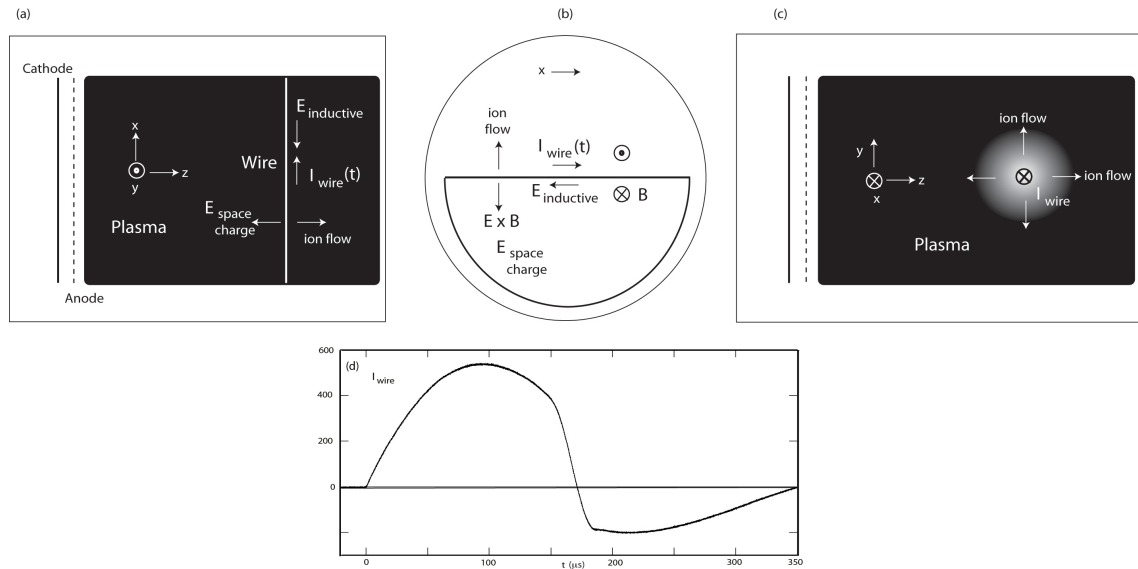 (a)
Cathode
E inductive
x
Wire
I wire(t)
z
y
E space charge
Plasma
ion flow
Anode
(b)
x
ion
flow
I wire(t)
E inductive
B
E x B
E space charge
(c)
ion flow
y
z
ion flow
x
I wire
Plasma
600
(d)
I wire
400
200
0
0
100
200
300
350
t (μs)